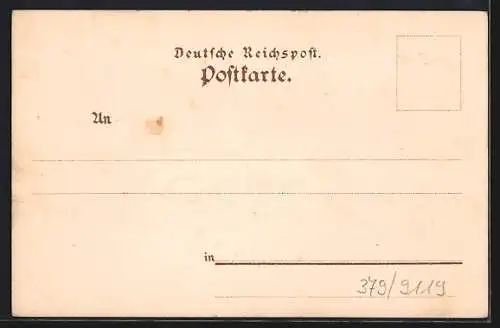 Deutsche Reichspost.
Postkarte.
An
in
379/9119